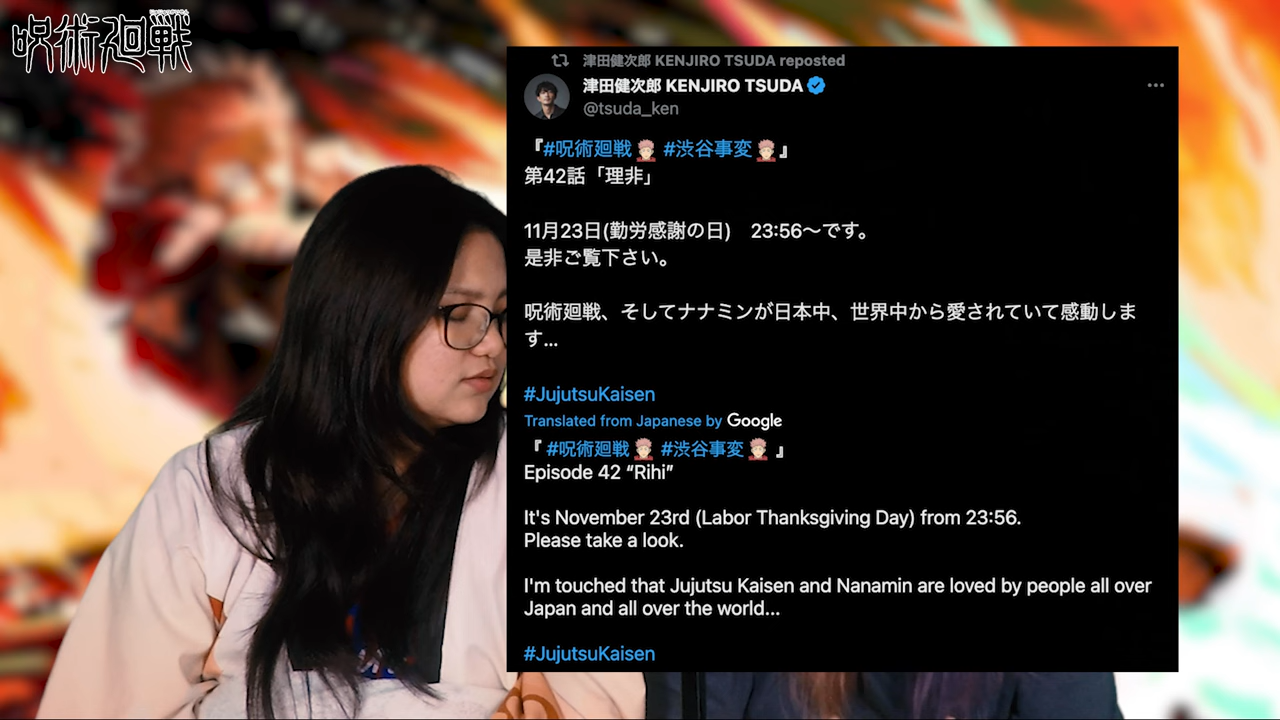 呪術廻戦
津田健次郎 KENJIRO TSUDA reposted
津田健次郎 KENJIRO TSUDA
@tsuda_ken
『#呪術廻戦 #渋谷事変 』
第42話「理非」
11月23日(勤労感謝の日) 23:56〜です。
是非ご覧下さい。
呪術廻戦、そしてナナミンが日本中、世界中から愛されていて感動しま
す...
#JujutsuKaisen
Translated from Japanese by Google
『 #呪術廻戦 #渋谷事変 』
Episode 42 “Rihi”
It's November 23rd (Labor Thanksgiving Day) from 23:56.
Please take a look.
I'm touched that Jujutsu Kaisen and Nanamin are loved by people all over
Japan and all over the world...
#JujutsuKaisen